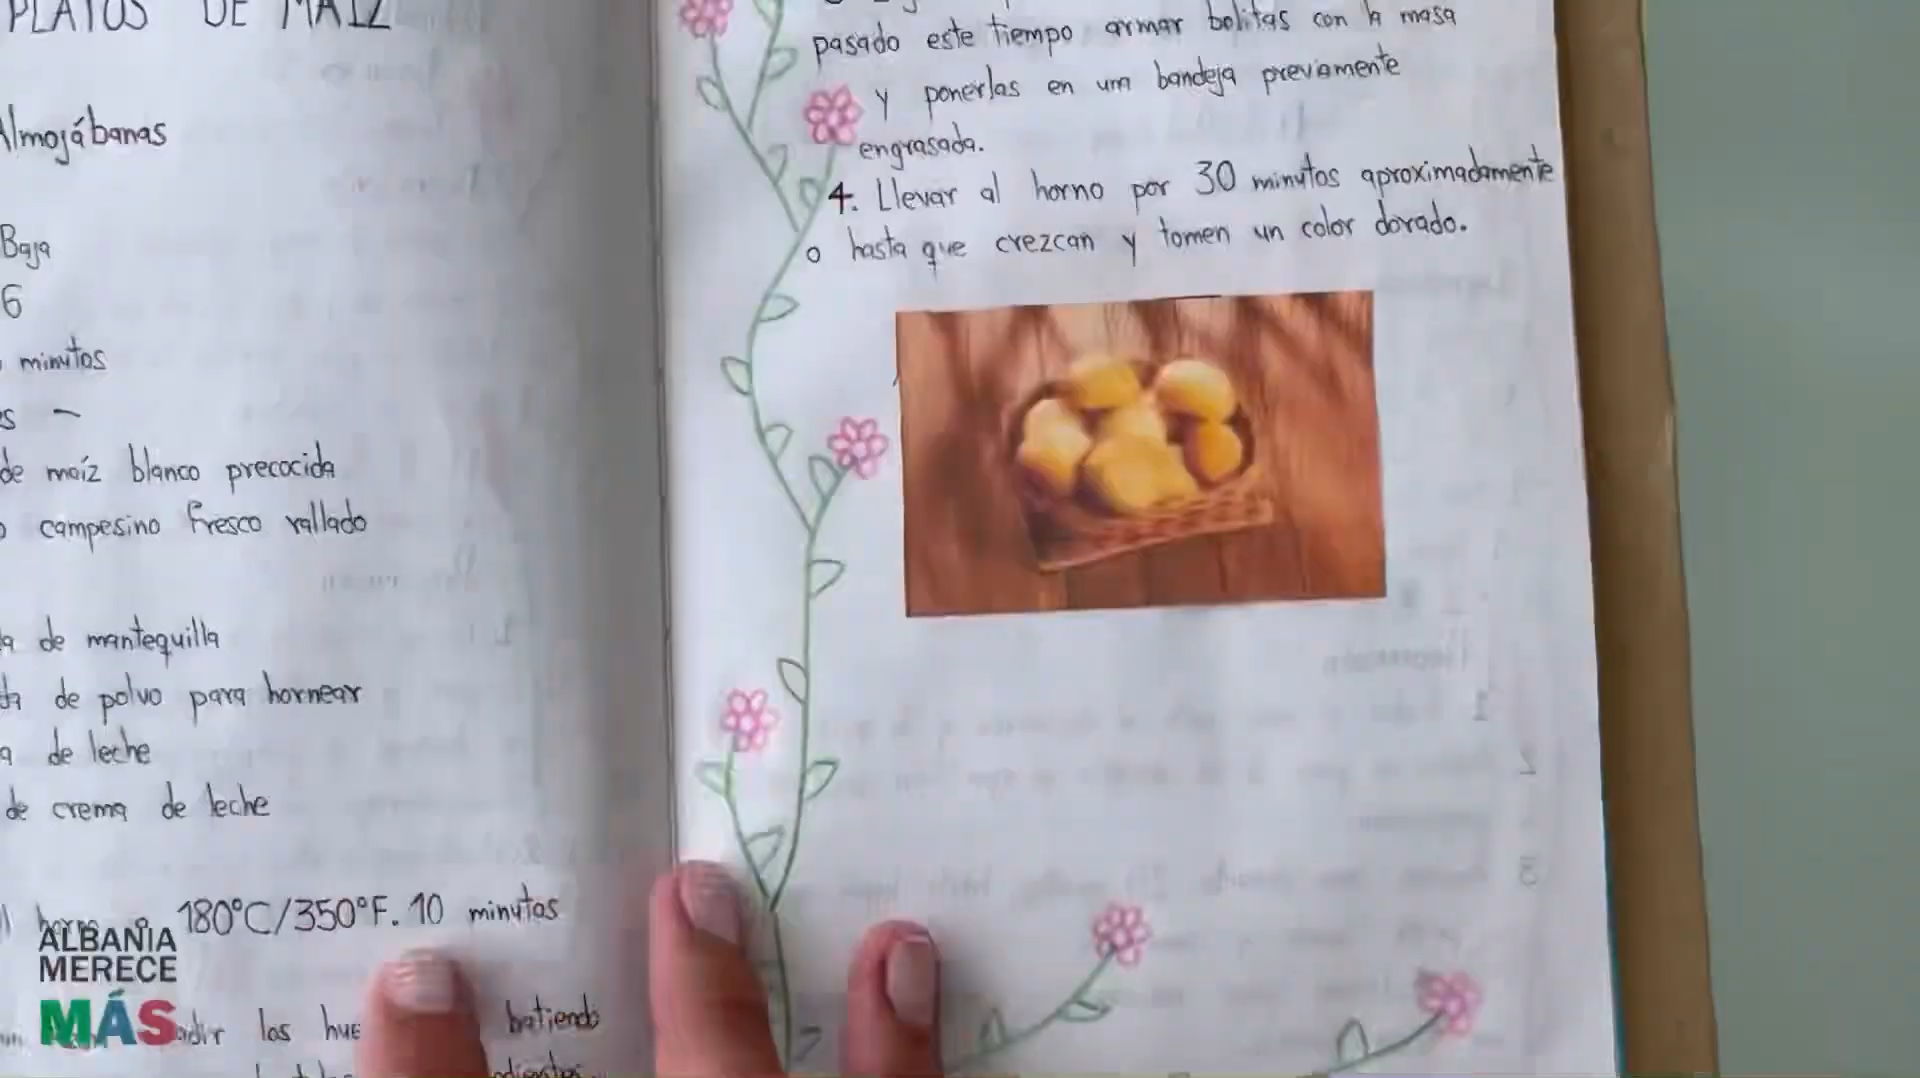 PLATOS DE MAIZ
Almojábanas
Baja
6
minutos
de maíz blanco precocida
campesino fresco rallado
de mantequilla
de polvo para hornear
de leche
de crema de leche
180°C/350°F. 10 minutos
las batiendo
pasado este tiempo armar bolitas con la masa
y ponerlas en una bandeja previamente
engrasada.
4. Llevar al horno por 30 minutos aproximadamente
o hasta que crezcan y tomen un color dorado.
ALBANIA
MERECE
MÁS